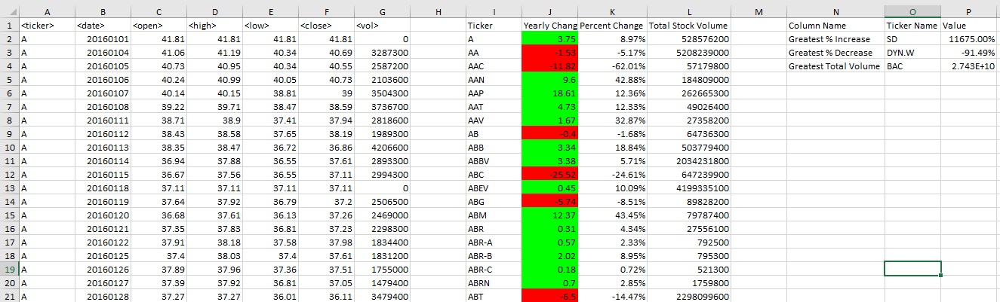 A B C D E F G H I J K L M N O P
1 <ticker> <date> <open> <high> <low> <close> <vol> Ticker Yearly Chang Percent Change Total Stock Volume Column Name Ticker Name Value
2 A 20160101 41.81 41.81 41.81 41.81 0 A 3.75 8.97% 528576200 Greatest % Increase SD 11675.00%
3 A 20160104 41.06 41.19 40.34 40.69 3287300 AA -1.53 -5.17% 5208239000 Greatest % Decrease DYN.W -91.49%
4 A 20160105 40.73 40.95 40.34 40.55 2587200 AAC -11.82 -62.01% 57179800 Greatest Total Volume BAC 2.743E+10
5 A 20160106 40.24 40.99 40.05 40.73 2103600 AAN 9.6 42.88% 184809000
6 A 20160107 40.14 40.15 38.81 39 3504300 AAP 18.61 12.36% 262665300
7 A 20160108 39.22 39.71 38.47 38.59 3736700 AAT 4.73 12.33% 49026400
8 A 20160111 38.71 38.9 37.41 37.94 2818600 AAV 1.67 32.87% 27358200
9 A 20160112 38.43 38.58 37.65 38.19 1989300 AB -0.4 -1.68% 64736300
10 A 20160113 38.35 38.47 36.72 36.86 4206600 ABB 3.34 18.84% 503779400
11 A 20160114 36.94 37.88 36.55 37.61 2893300 ABBV 3.38 5.71% 2034231800
12 A 20160115 36.67 37.56 36.55 37.11 2994300 ABC -25.52 -24.61% 647239900
13 A 20160118 37.11 37.11 37.11 37.11 0 ABEV 0.45 10.09% 4199335100
14 A 20160119 37.64 37.92 36.79 37.2 2506500 ABG -5.74 -8.51% 89828200
15 A 20160120 36.68 37.61 36.13 37.26 2469000 ABM 12.37 43.45% 79787400
16 A 20160121 37.35 37.83 36.81 37.23 2298300 ABR 0.31 4.34% 27556100
17 A 20160122 37.91 38.18 37.58 37.98 1834400 ABR-A 0.57 2.33% 792500
18 A 20160125 37.4 38.03 37.4 37.61 1831200 ABR-B 2.02 8.95% 795300
19 A 20160126 37.89 37.96 37.36 37.51 1755000 ABR-C 0.18 0.72% 521300
20 A 20160127 37.39 37.92 36.81 37.05 1479400 ABRN 0.7 2.85% 1759800
21 A 20160128 37.27 37.27 36.01 36.11 3479400 ABT -6.5 -14.47% 2298099600